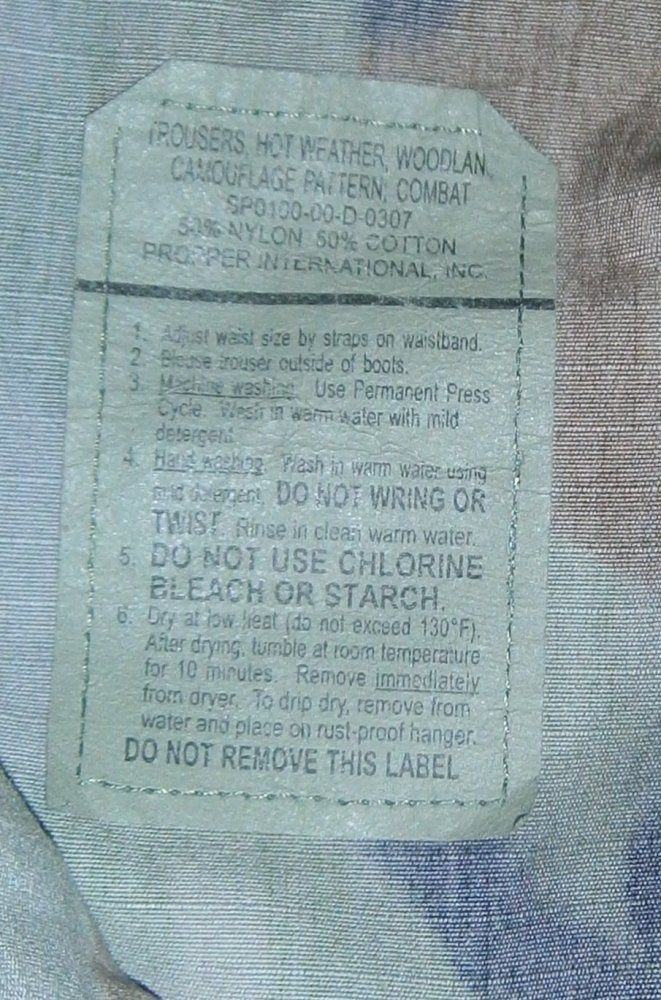 TROUSERS, HOT WEATHER, WOODLAN
CAMOUFLAGE PATTERN, COMBAT
SP0100-00-D-0307
50% NYLON 50% COTTON
PROPPER INTERNATIONAL, INC.
1. Adjust waist size by straps on waistband.
2. Blouse trouser outside of boots.
3. Machine washing. Use Permanent Press
Cycle. Wash in warm water with mild
detergent.
4. Hand washing. Wash in warm water using
mild detergent. DO NOT WRING OR
TWIST. Rinse in clean warm water.
5. DO NOT USE CHLORINE
BLEACH OR STARCH.
6. Dry at low heat (do not exceed 130°F).
After drying, tumble at room temperature
for 10 minutes. Remove immediately
from dryer. To drip dry, remove from
water and place on rust-proof hanger.
DO NOT REMOVE THIS LABEL